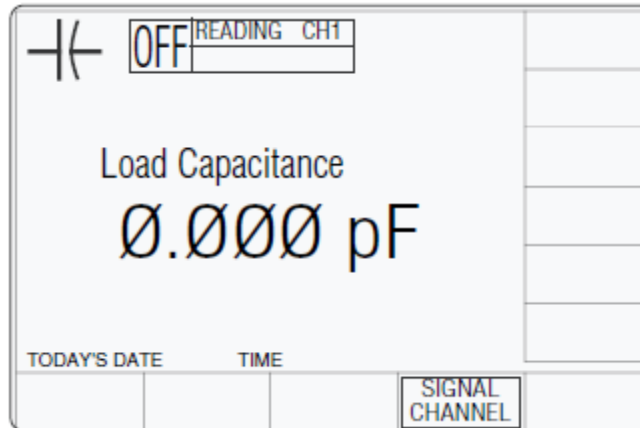 OFF READING CH1
Load Capacitance
Ø.ØØØ pF
TODAY'S DATE TIME
SIGNAL
CHANNEL